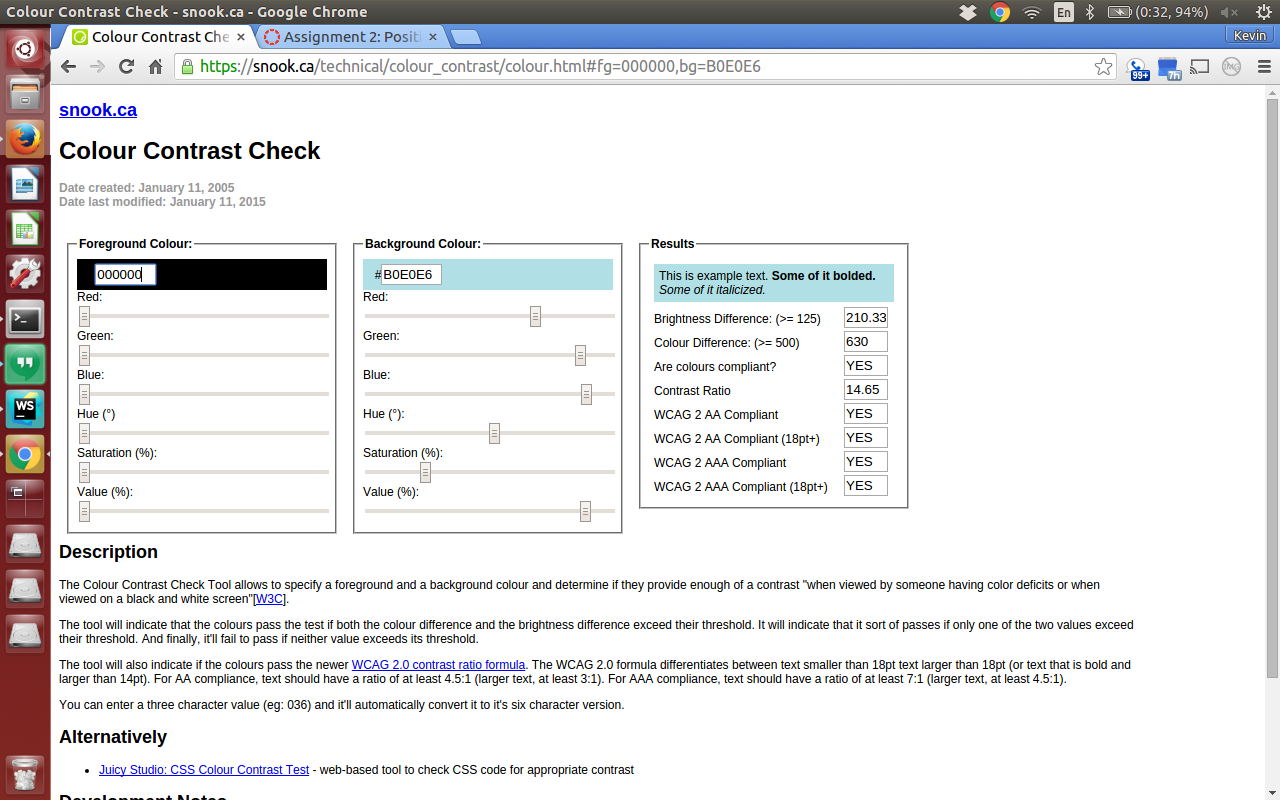 Colour Contrast Check - snook.ca - Google Chrome
En
(0:32, 94%)
Colour Contrast Che
Assignment 2: Posit
Kevin
https://snook.ca/technical/colour_contrast/colour.html#fg=000000,bg=B0E0E6
99+
7h
snook.ca
Colour Contrast Check
Date created: January 11, 2005
Date last modified: January 11, 2015
Foreground Colour:
000000
Red:
Green:
Blue:
Hue (°)
Saturation (%):
Value (%):
Background Colour:
#B0E0E6
Red:
Green:
Blue:
Hue (°):
Saturation (%):
Value (%):
Results
This is example text. Some of it bolded.
Some of it italicized.
Brightness Difference: (>= 125) 210.33
Colour Difference: (>= 500) 630
Are colours compliant? YES
Contrast Ratio 14.65
WCAG 2 AA Compliant YES
WCAG 2 AA Compliant (18pt+) YES
WCAG 2 AAA Compliant YES
WCAG 2 AAA Compliant (18pt+) YES
WS
Description
The Colour Contrast Check Tool allows to specify a foreground and a background colour and determine if they provide enough of a contrast "when viewed by someone having color deficits or when
viewed on a black and white screen"[W3C].
The tool will indicate that the colours pass the test if both the colour difference and the brightness difference exceed their threshold. It will indicate that it sort of passes if only one of the two values exceed
their threshold. And finally, it'll fail to pass if neither value exceeds its threshold.
The tool will also indicate if the colours pass the newer WCAG 2.0 contrast ratio formula. The WCAG 2.0 formula differentiates between text smaller than 18pt text larger than 18pt (or text that is bold and
larger than 14pt). For AA compliance, text should have a ratio of at least 4.5:1 (larger text, at least 3:1). For AAA compliance, text should have a ratio of at least 7:1 (larger text, at least 4.5:1).
You can enter a three character value (eg: 036) and it'll automatically convert it to it's six character version.
Alternatively
Juicy Studio: CSS Colour Contrast Test - web-based tool to check CSS code for appropriate contrast
Development Notes